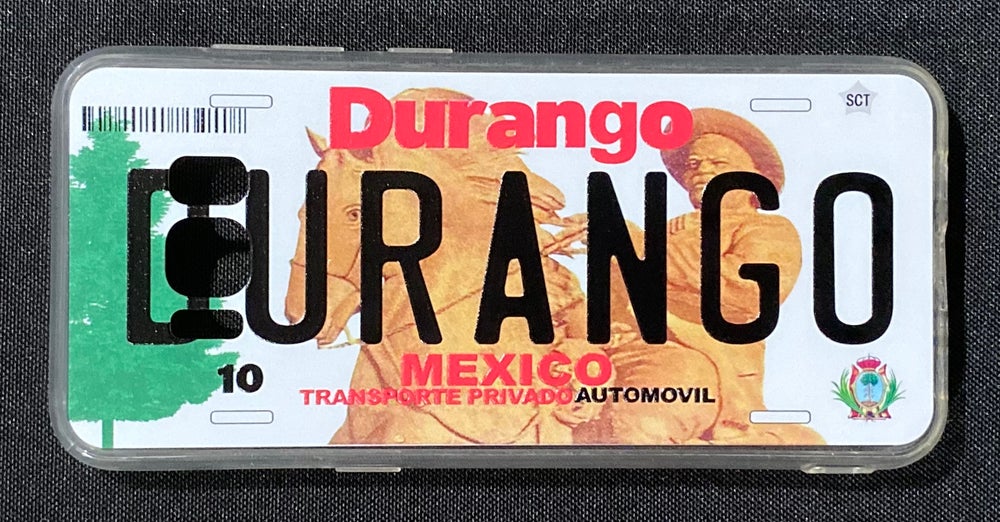 Durango
SCT
DURANGO
MEXICO
10
TRANSPORTE PRIVADO AUTOMOVIL